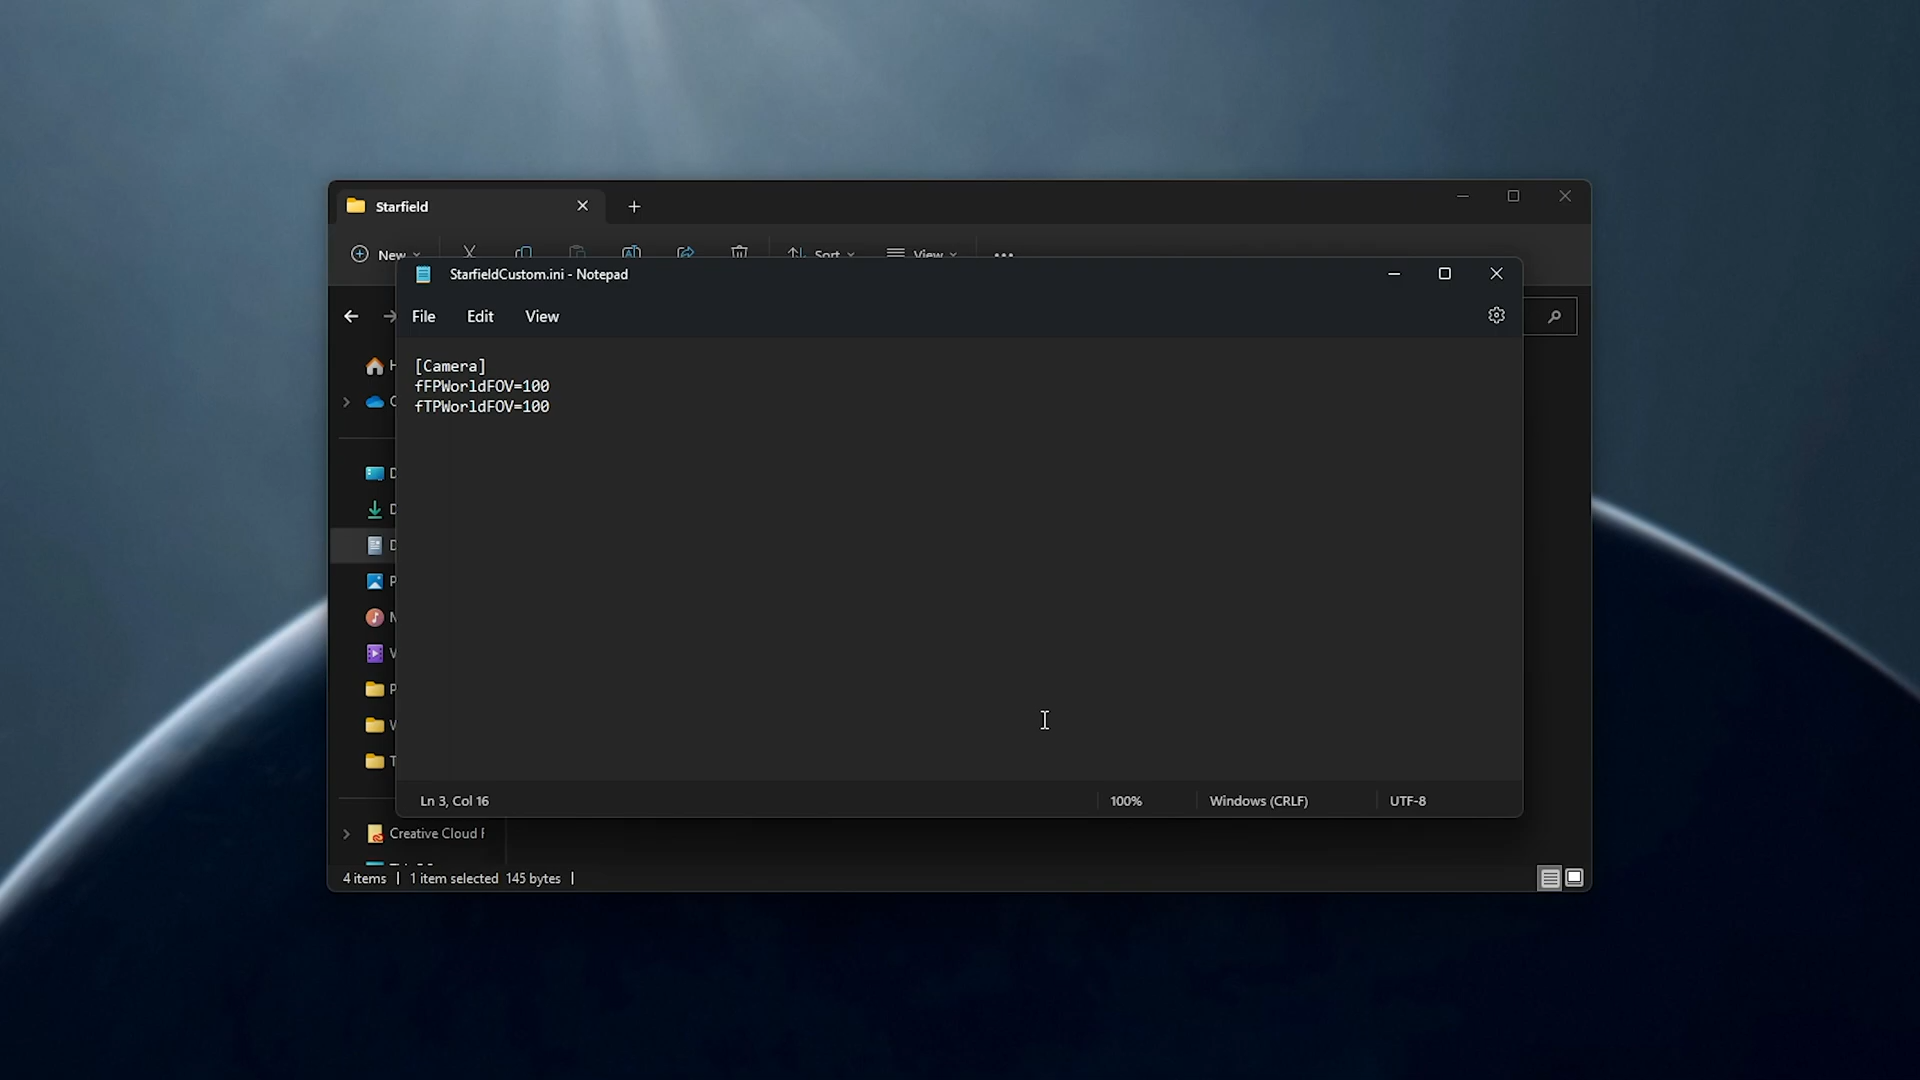 Starfield
New
Sort
View
StarfieldCustom.ini - Notepad
File Edit View
[Camera]
fFPWorldFOV=100
fTPWorldFOV=100
Ln 3, Col 16
100%
Windows (CRLF)
UTF-8
Creative Cloud F
4 items
1 item selected 145 bytes